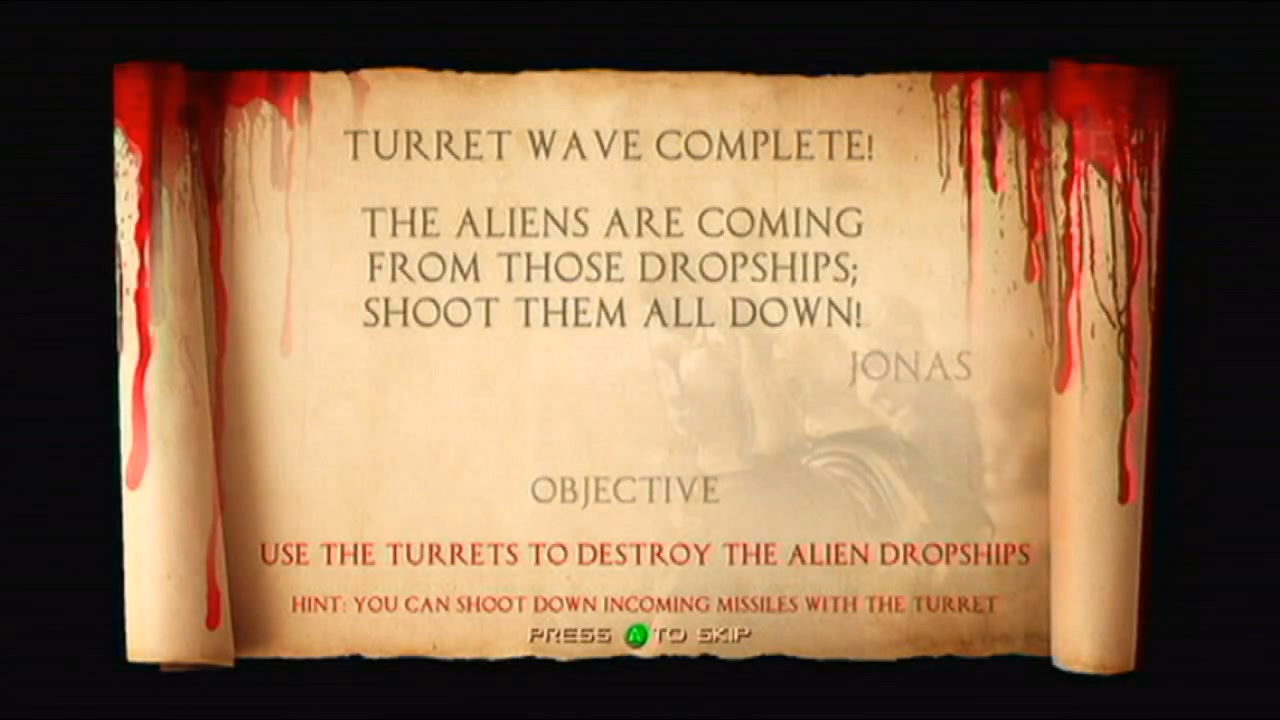 TURRET WAVE COMPLETE!
THE ALIENS ARE COMING
FROM THOSE DROPSHIPS;
SHOOT THEM ALL DOWN!
JONAS
OBJECTIVE
USE THE TURRETS TO DESTROY THE ALIEN DROPSHIPS
HINT: YOU CAN SHOOT DOWN INCOMING MISSILES WITH THE TURRET
PRESS A TO SKIP